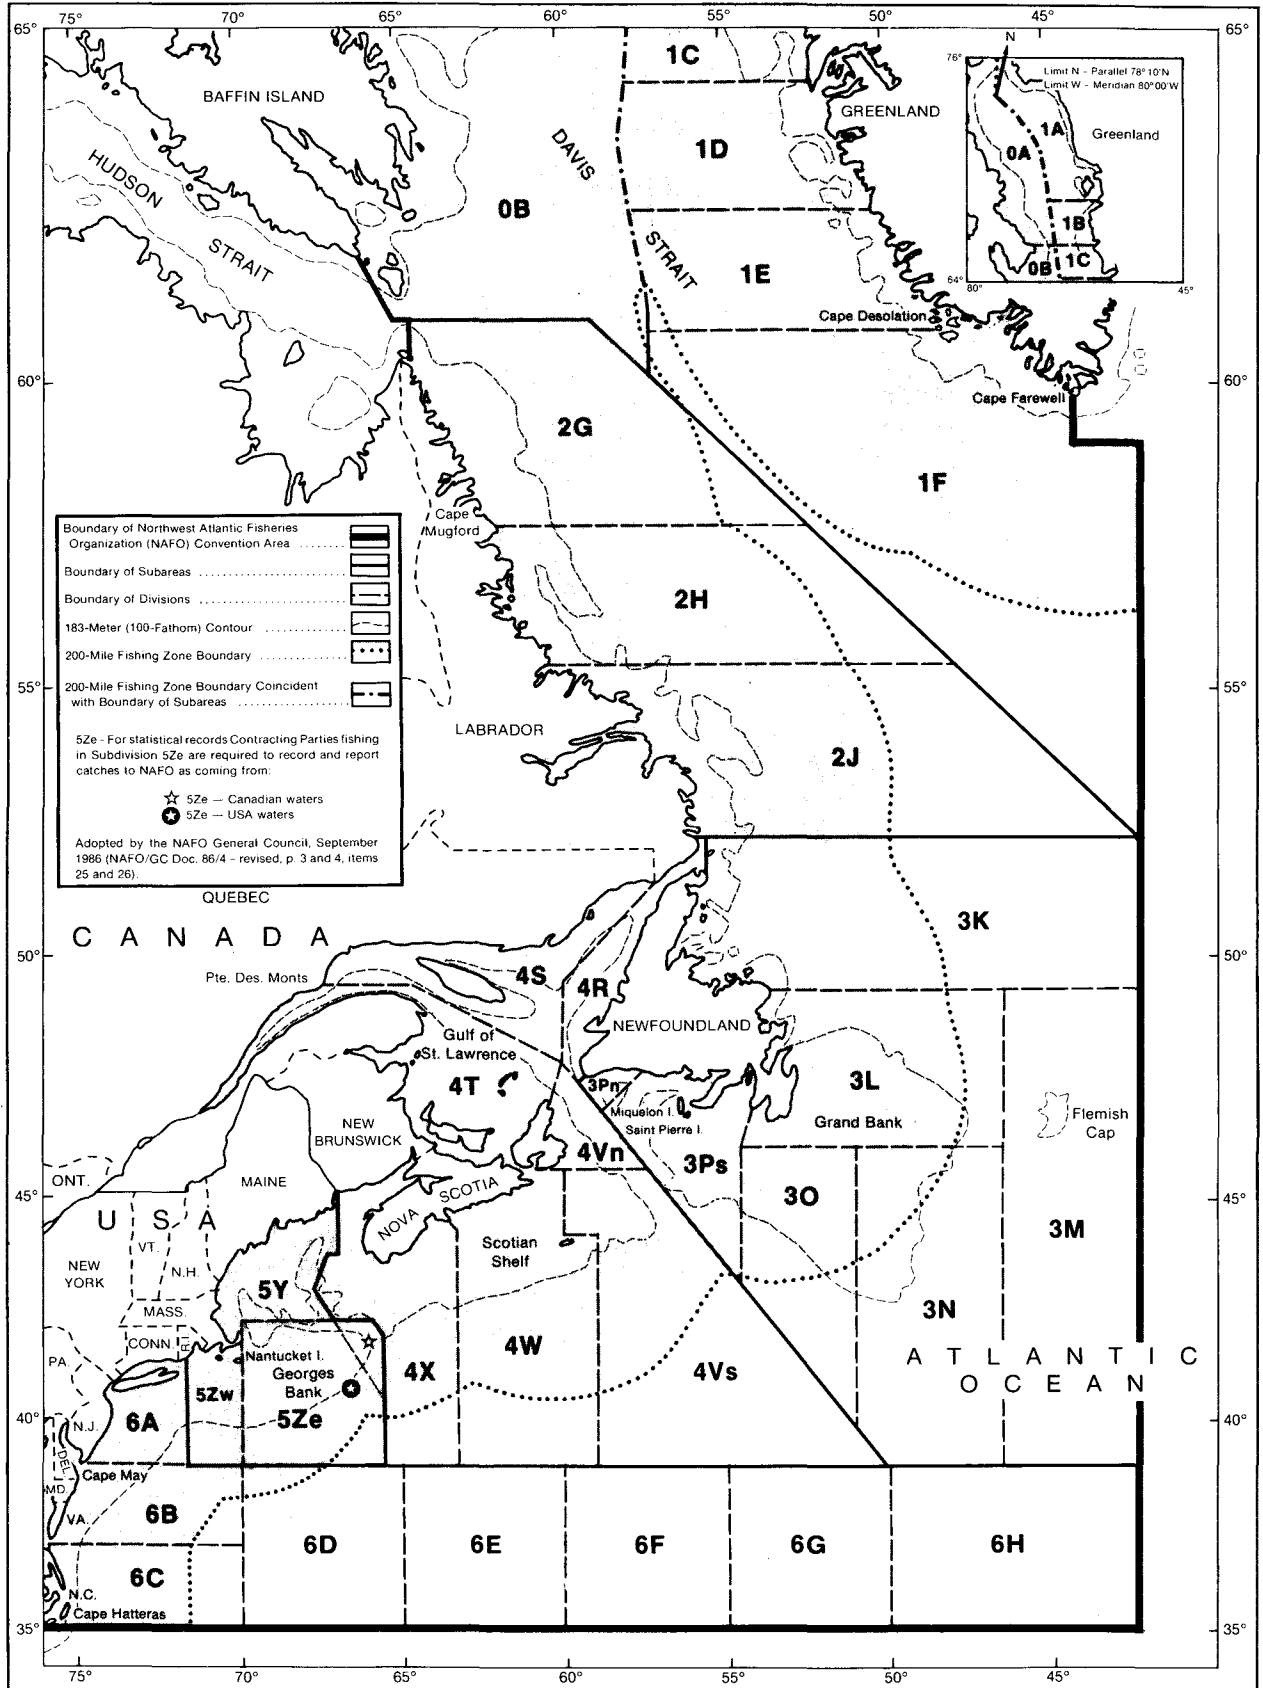 75° 70° 65° 60° 55° 50° 45°
65° 65°
1C
N
76°
Limit N - Parallel 78°10'N
Limit W - Meridian 80°00'W
BAFFIN ISLAND
GREENLAND
1A
Greenland
0A
HUDSON
STRAIT
DAVIS
STRAIT
1D
0B
1B
1E
0B
1C
64°
80° 45°
Cape Desolation
60° 60°
Cape Farewell
2G
1F
Cape
Mugford
Boundary of Northwest Atlantic Fisheries
Organization (NAFO) Convention Area ........
Boundary of Subareas ........................
Boundary of Divisions ........................
183-Meter (100-Fathom) Contour ..............
200-Mile Fishing Zone Boundary ..............
200-Mile Fishing Zone Boundary Coincident
with Boundary of Subareas ..................
5Ze - For statistical records Contracting Parties fishing
in Subdivision 5Ze are required to record and report
catches to NAFO as coming from:
5Ze — Canadian waters
5Ze — USA waters
Adopted by the NAFO General Council, September
1986 (NAFO/GC Doc. 86/4 - revised, p. 3 and 4, items
25 and 26).
2H
55° 55°
LABRADOR
2J
QUEBEC
CANADA
3K
50° 50°
Pte. Des Monts
4S
4R
NEWFOUNDLAND
Gulf of
St. Lawrence
4T
3Pn
3L
Miquelon I.
Saint Pierre I.
Grand Bank
Flemish
Cap
NEW
BRUNSWICK
4Vn
3Ps
ONT.
MAINE
3O
45° 45°
NOVA
SCOTIA
USA
3M
VT.
NEW
YORK
N.H.
Scotian
Shelf
5Y
MASS.
3N
CONN.
R.I.
4W
PA.
Nantucket I.
Georges
Bank
4X
4Vs
ATLANTIC
OCEAN
5Zw
5Ze
6A
N.J.
40° 40°
DEL.
Cape May
MD.
VA.
6B
6D
6E
6F
6G
6H
6C
N.C.
Cape Hatteras
35° 35°
75° 70° 65° 60° 55° 50° 45°